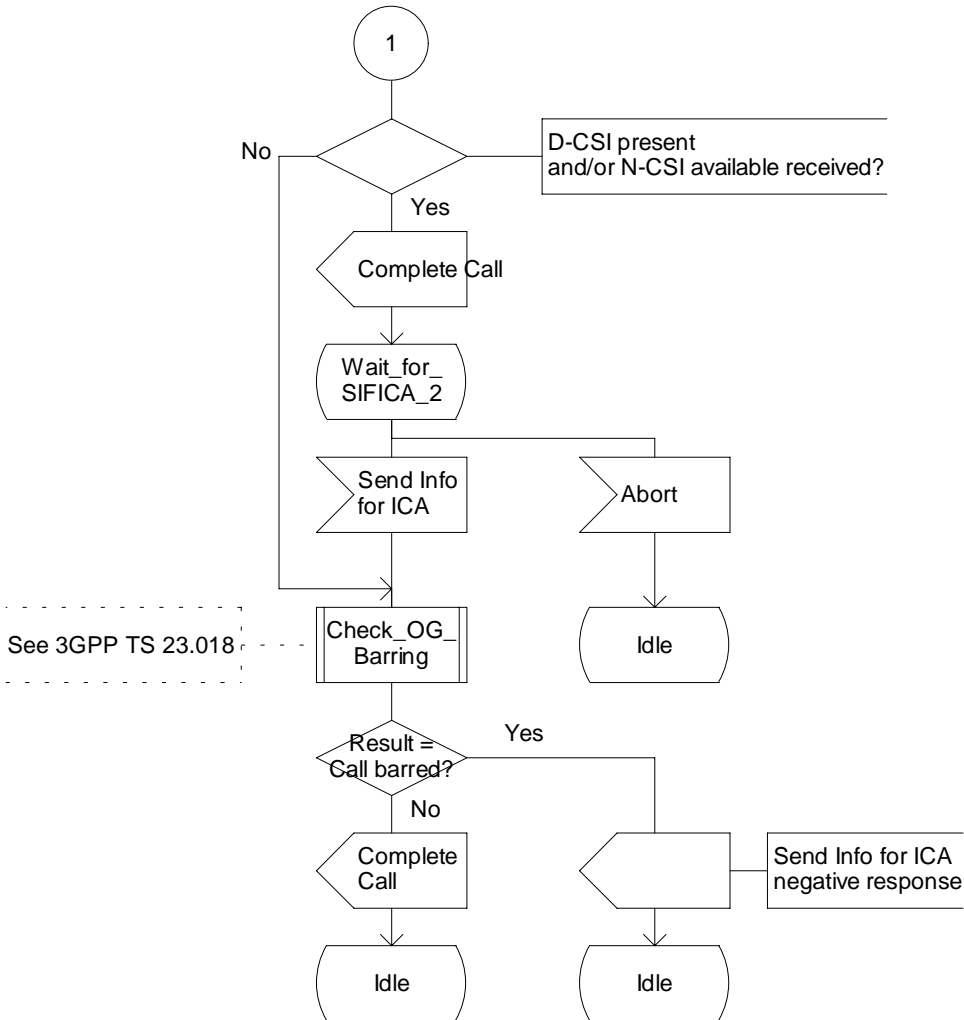 1
D-CSI present
and/or N-CSI available received?
No
Yes
Complete Call
Wait_for_
SIFICA_2
Send Info
for ICA
Abort
See 3GPP TS 23.018
Check_OG_
Barring
Idle
Result =
Call barred?
Yes
No
Complete
Call
Send Info for ICA
negative response
Idle
Idle